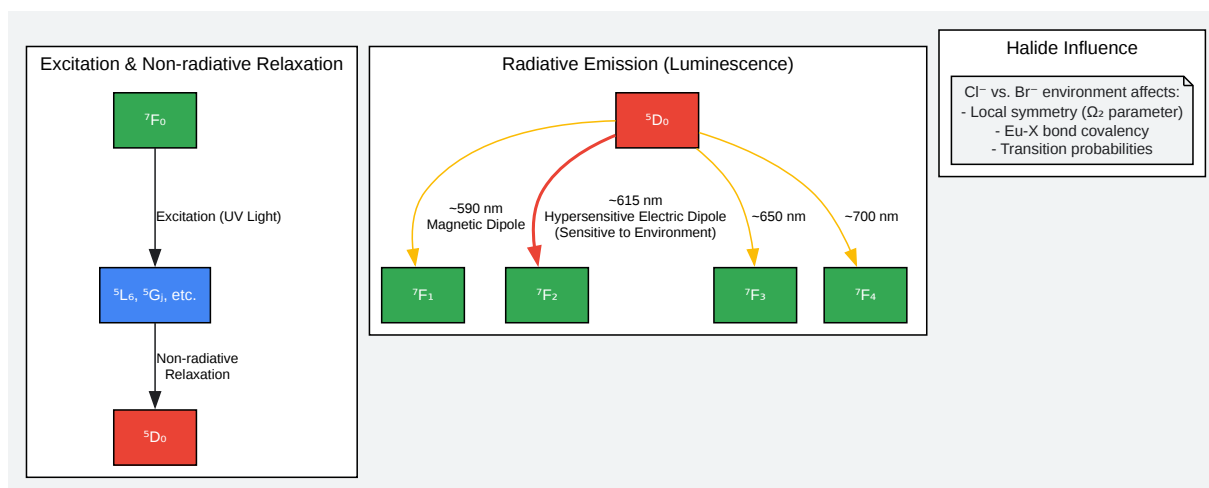 Excitation & Non-radiative Relaxation
⁷F₀
Excitation (UV Light)
⁵L₆, ⁵Gⱼ, etc.
Non-radiative
Relaxation
⁵D₀
Radiative Emission (Luminescence)
⁵D₀
~590 nm
Magnetic Dipole
~615 nm
Hypersensitive Electric Dipole
(Sensitive to Environment)
~650 nm
~700 nm
⁷F₁
⁷F₂
⁷F₃
⁷F₄
Halide Influence
Cl⁻ vs. Br⁻ environment affects:
- Local symmetry (Ω₂ parameter)
- Eu-X bond covalency
- Transition probabilities